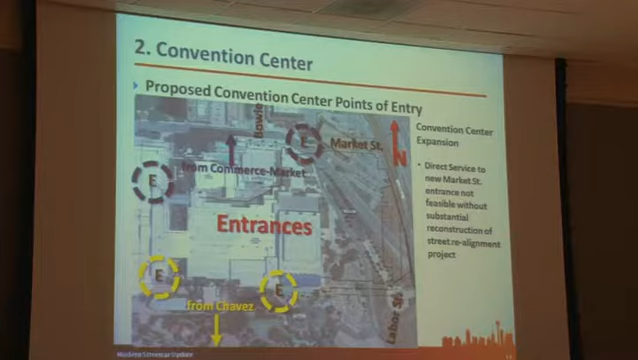 2. Convention Center
Proposed Convention Center Points of Entry
Bowie
E
Market St.
N
Convention Center
Expansion
E
from Commerce-Market
• Direct Service to
new Market St.
entrance not
feasible without
substantial
reconstruction of
street re-alignment
project
Entrances
E
E
from Chavez
Labor St.
Modern Streetcar Update